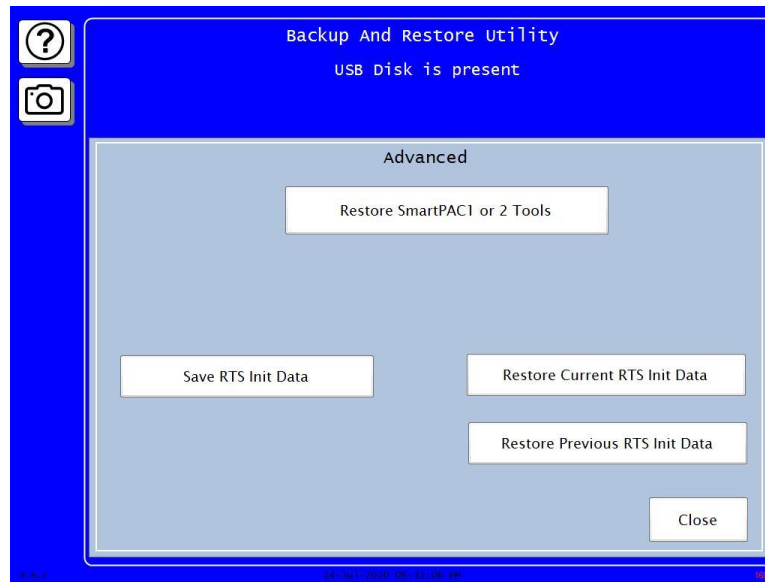 ?
Backup And Restore Utility
USB Disk is present
Advanced
Restore SmartPAC1 or 2 Tools
Save RTS Init Data
Restore Current RTS Init Data
Restore Previous RTS Init Data
Close